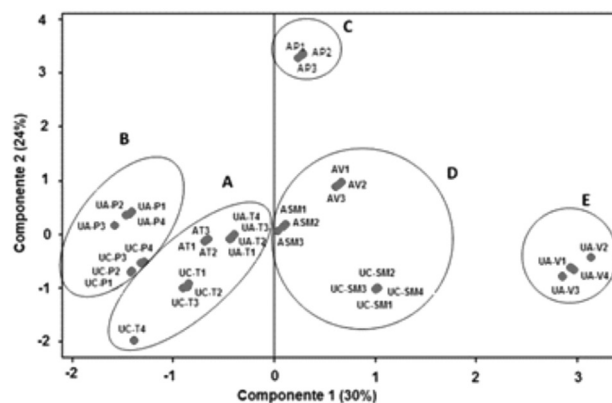 4
3
2
1
0
-1
-2
Componente 2 (24%)
C
AP1 AP2
AP3
B
UA-P2 UA-P1
UA-P3 UA-P4
UC-P4
UC-P3
UC-P2
UC-P1
A
UA-T4
AT3 UA-T3
AT1 UA-T2
AT2 UA-T1
UC-T1
UC-T2
UC-T3
UC-T4
D
AV1
AV2
AV3
ASM1
ASM2
ASM3
UC-SM2
UC-SM3 UC-SM4
UC-SM1
E
UA-V2
UA-V1
UA-V4
UA-V3
-2 -1 0 1 2 3
Componente 1 (30%)